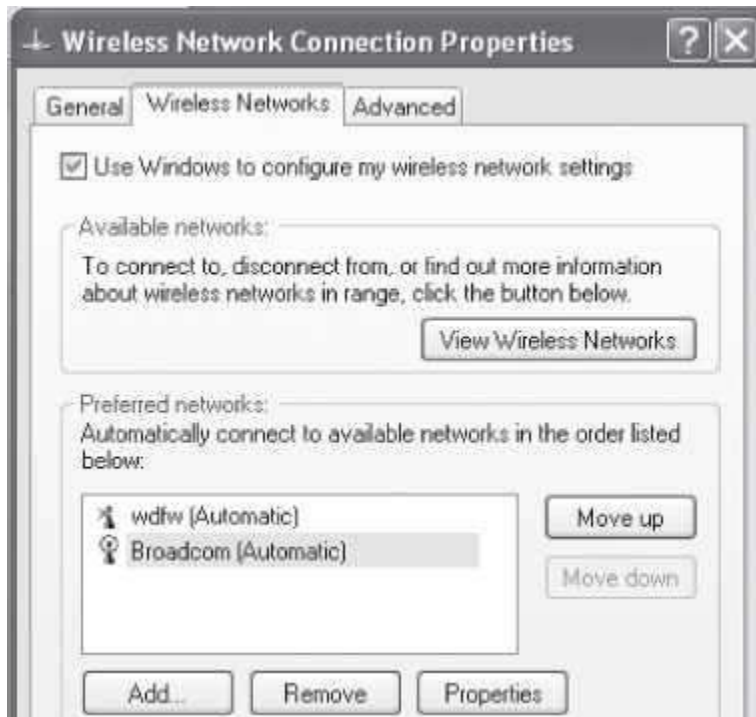 Wireless Network Connection Properties
General Wireless Networks Advanced
Use Windows to configure my wireless network settings
Available networks:
To connect to, disconnect from, or find out more information
about wireless networks in range, click the button below.
View Wireless Networks
Preferred networks:
Automatically connect to available networks in the order listed
below:
wdfw (Automatic)
Move up
Broadcom (Automatic)
Move down
Add... Remove Properties